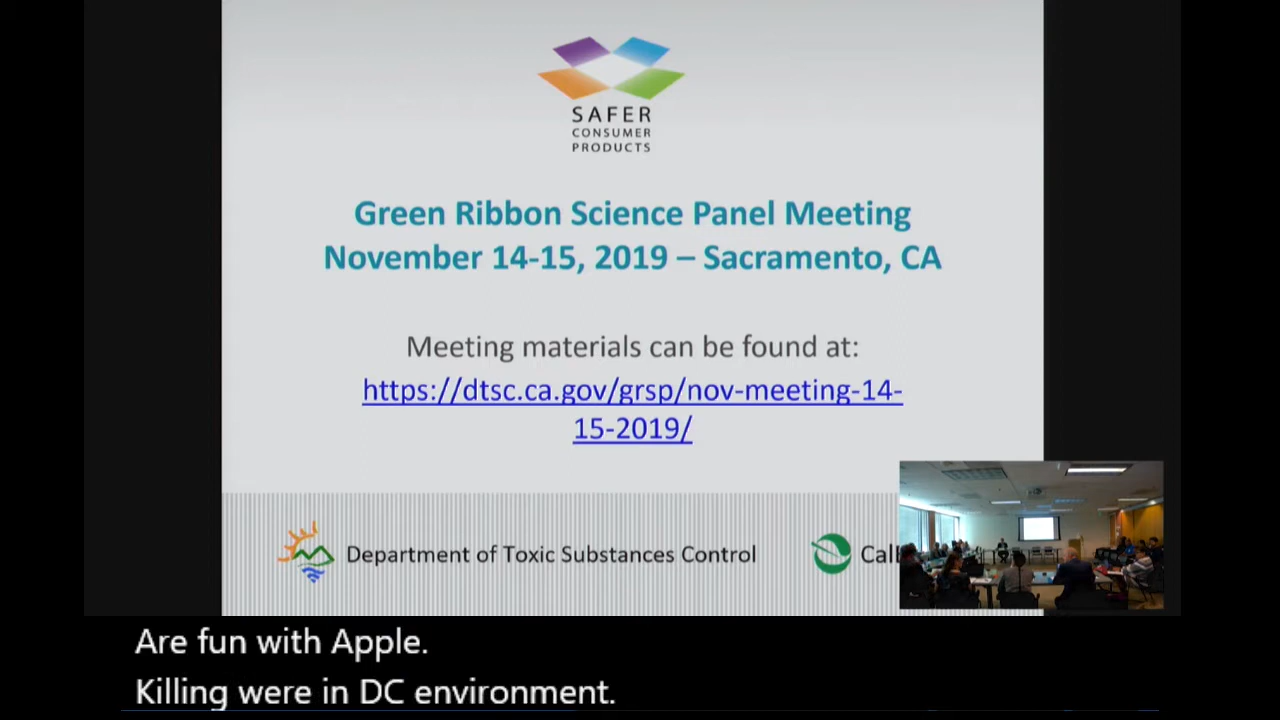 SAFER
CONSUMER
PRODUCTS
Green Ribbon Science Panel Meeting
November 14-15, 2019 – Sacramento, CA
Meeting materials can be found at:
https://dtsc.ca.gov/grsp/nov-meeting-14-
15-2019/
Department of Toxic Substances Control
Are fun with Apple.
Killing were in DC environment.